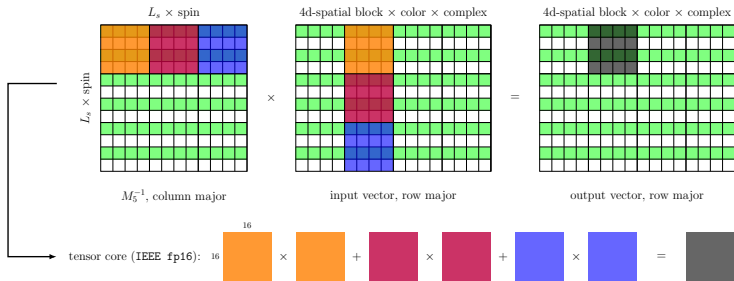 $L_s$ × spin
4d-spatial block × color × complex
4d-spatial block × color × complex
$L_s$ × spin
×
=
$M_5^{-1}$, column major
input vector, row major
output vector, row major
16
tensor core (IEEE fp16): 16 × + × + × =